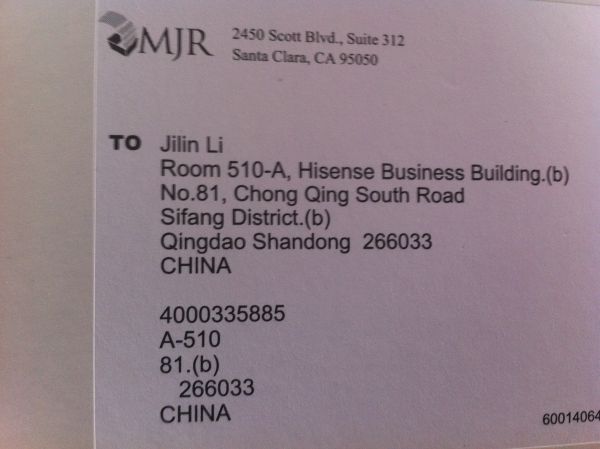 MJR
2450 Scott Blvd., Suite 312
Santa Clara, CA 95050
TO Jilin Li
Room 510-A, Hisense Business Building.(b)
No.81, Chong Qing South Road
Sifang District.(b)
Qingdao Shandong 266033
CHINA
4000335885
A-510
81.(b)
266033
CHINA
60014064